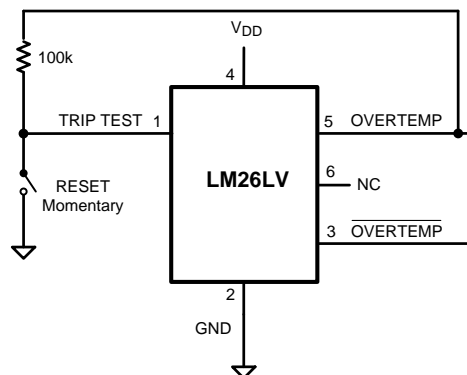 100k
VDD
4
TRIP TEST 1
5 OVERTEMP
LM26LV
6 NC
RESET
Momentary
3 OVERTEMP
2
GND